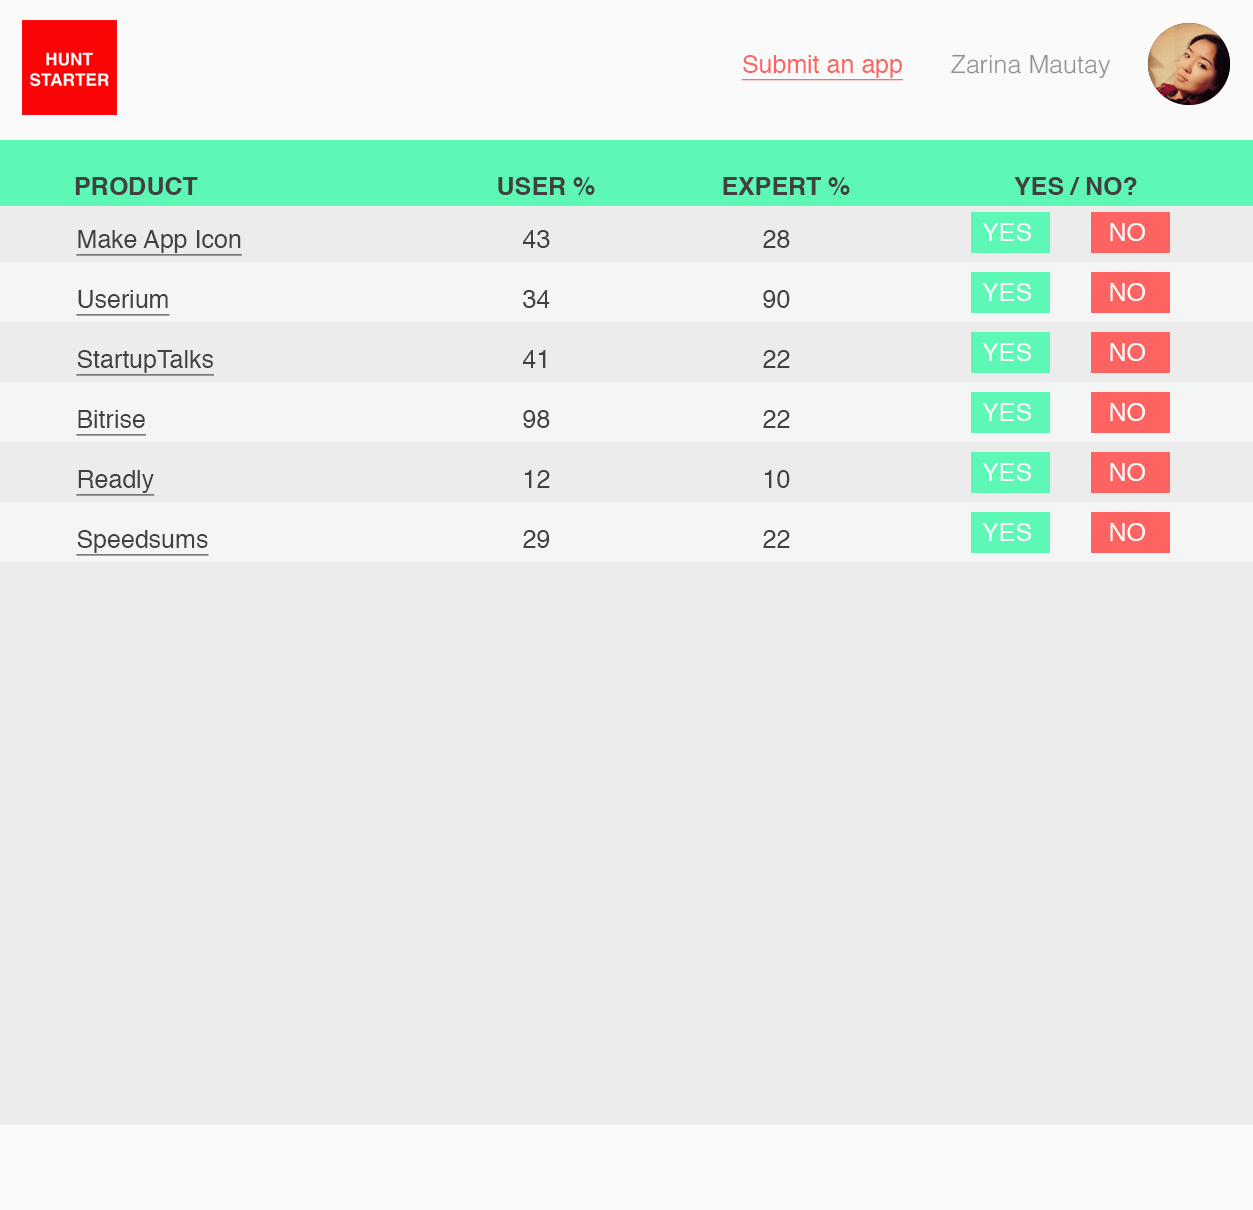 HUNT
STARTER
Submit an app Zarina Mautay
PRODUCT USER % EXPERT % YES / NO?
Make App Icon 43 28 YES NO
Userium 34 90 YES NO
StartupTalks 41 22 YES NO
Bitrise 98 22 YES NO
Readly 12 10 YES NO
Speedsums 29 22 YES NO